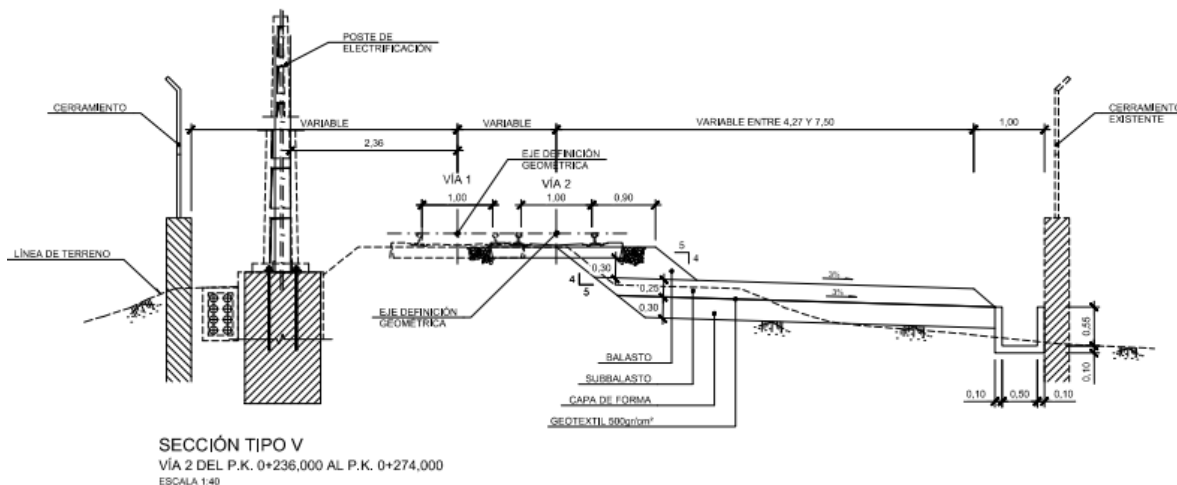 POSTE DE
ELECTRIFICACIÓN
CERRAMIENTO
CERRAMIENTO
EXISTENTE
VARIABLE
VARIABLE
VARIABLE ENTRE 4,27 Y 7,50
1,00
2,36
EJE DEFINICIÓN
GEOMÉTRICA
VÍA 1
VÍA 2
1,00
1,00
0,90
LÍNEA DE TERRENO
5
4
4
5
0,30
0,25
0,30
3%
3%
EJE DEFINICIÓN
GEOMÉTRICA
0,55
0,10
BALASTO
SUBBALASTO
CAPA DE FORMA
GEOTEXTIL 500gr/cm²
0,10
0,50
0,10
SECCIÓN TIPO V
VÍA 2 DEL P.K. 0+236,000 AL P.K. 0+274,000
ESCALA 1:40